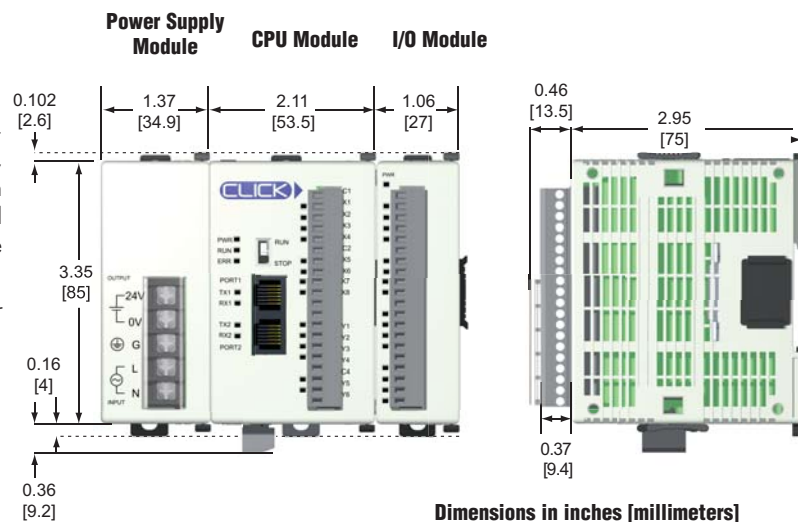 Power Supply
Module
CPU Module
I/O Module
0.102
[2.6]
1.37
[34.9]
2.11
[53.5]
1.06
[27]
0.46
[13.5]
2.95
[75]
3.35
[85]
0.16
[4]
0.36
[9.2]
0.37
[9.4]
CLICK
PWR
RUN
ERR
RUN
STOP
PORT1
TX1
RX1
TX2
RX2
PORT2
OUTPUT
24V
0V
G
L
N
INPUT
C1
X1
X2
X3
X4
C2
X5
X6
X7
X8
Y1
Y2
Y3
Y4
C4
Y5
Y6
PWR
Dimensions in inches [millimeters]